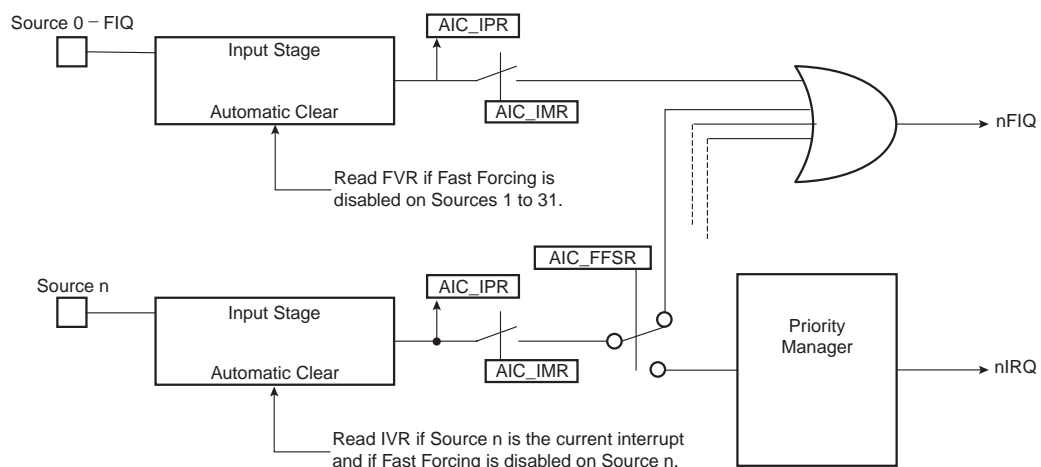 Source 0 – FIQ
AIC_IPR
Input Stage
Automatic Clear
AIC_IMR
nFIQ
Read FVR if Fast Forcing is
disabled on Sources 1 to 31.
AIC_FFSR
Source n
AIC_IPR
Input Stage
Priority
Manager
Automatic Clear
AIC_IMR
nIRQ
Read IVR if Source n is the current interrupt
and if Fast Forcing is disabled on Source n.